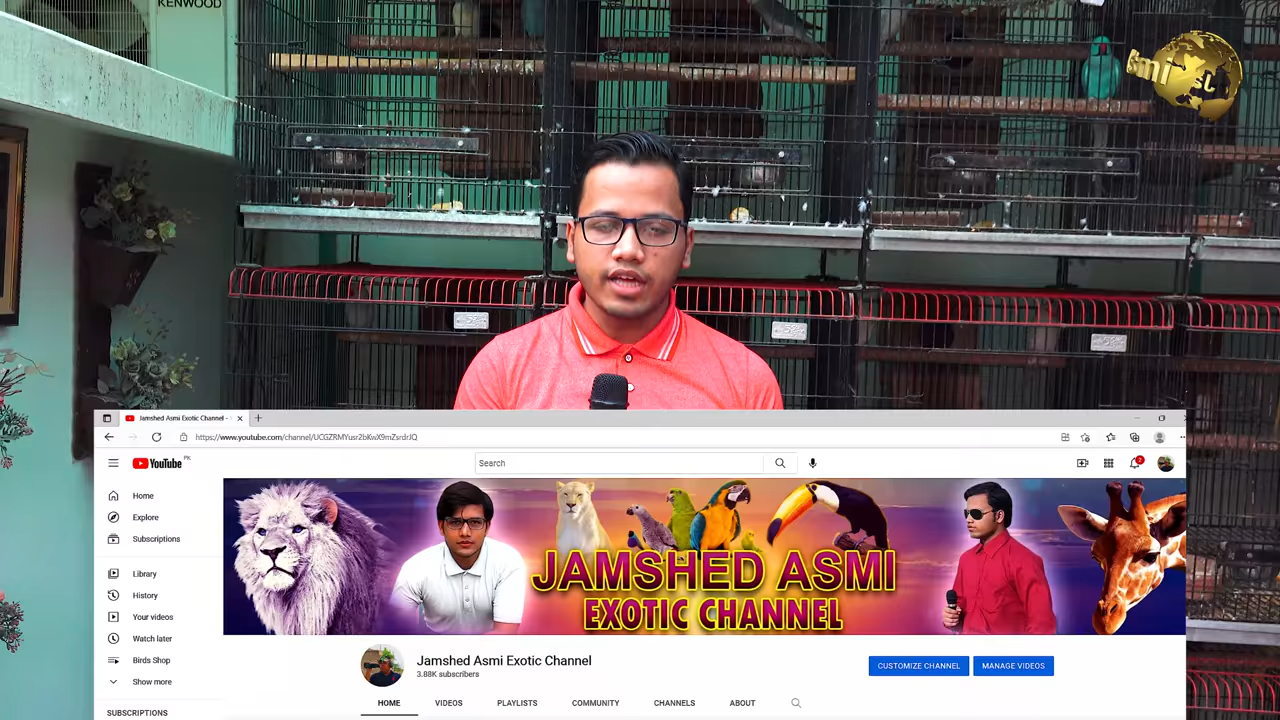 KENWOOD
Jamshed Asmi Exotic Channel -
https://www.youtube.com/channel/UCGZRMYusr2bKwX9mZsrdrJQ
YouTube PK
Search
2
Home
Explore
Subscriptions
Library
History
Your videos
Watch later
Birds Shop
Show more
SUBSCRIPTIONS
JAMSHED ASMI
EXOTIC CHANNEL
Jamshed Asmi Exotic Channel
3.88K subscribers
CUSTOMIZE CHANNEL
MANAGE VIDEOS
HOME
VIDEOS
PLAYLISTS
COMMUNITY
CHANNELS
ABOUT